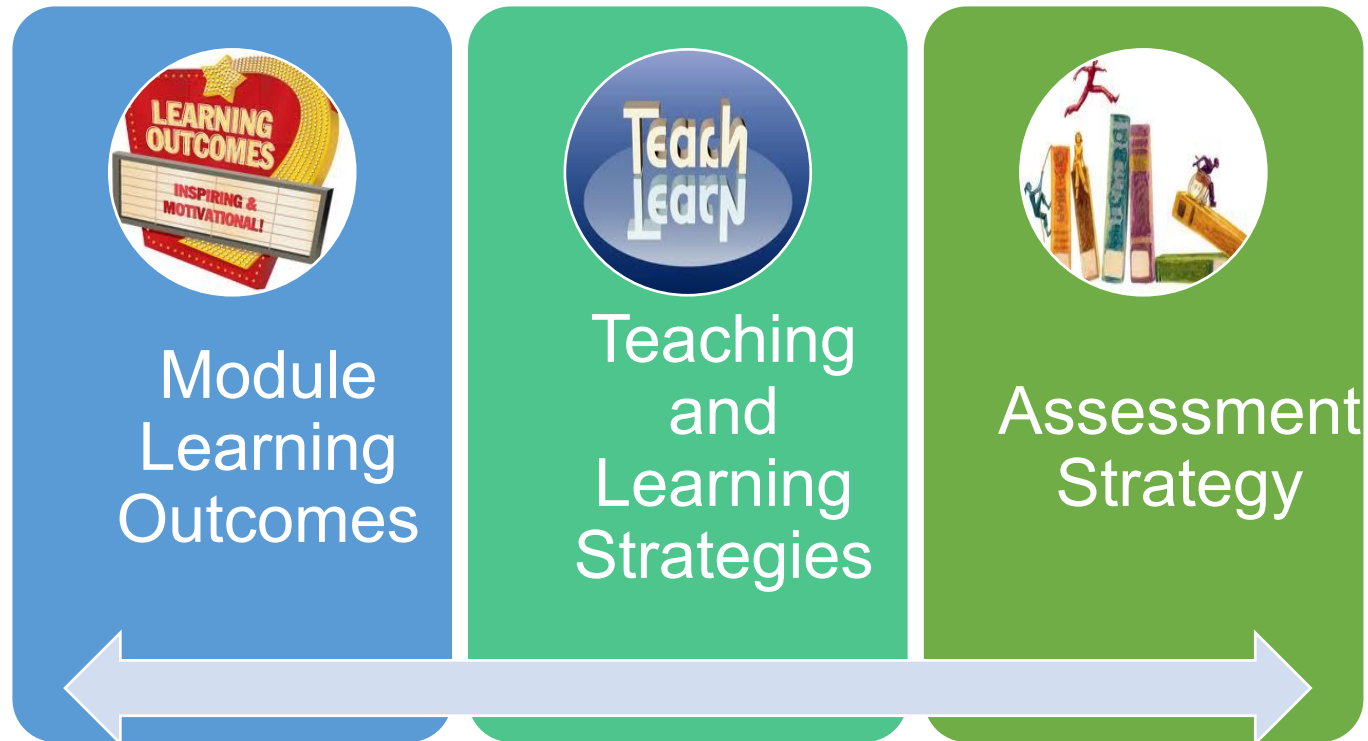 LEARNING
OUTCOMES
INSPIRING &
MOTIVATIONAL!
Module
Learning
Outcomes
Teach
Learn
Teaching
and
Learning
Strategies
Assessment
Strategy